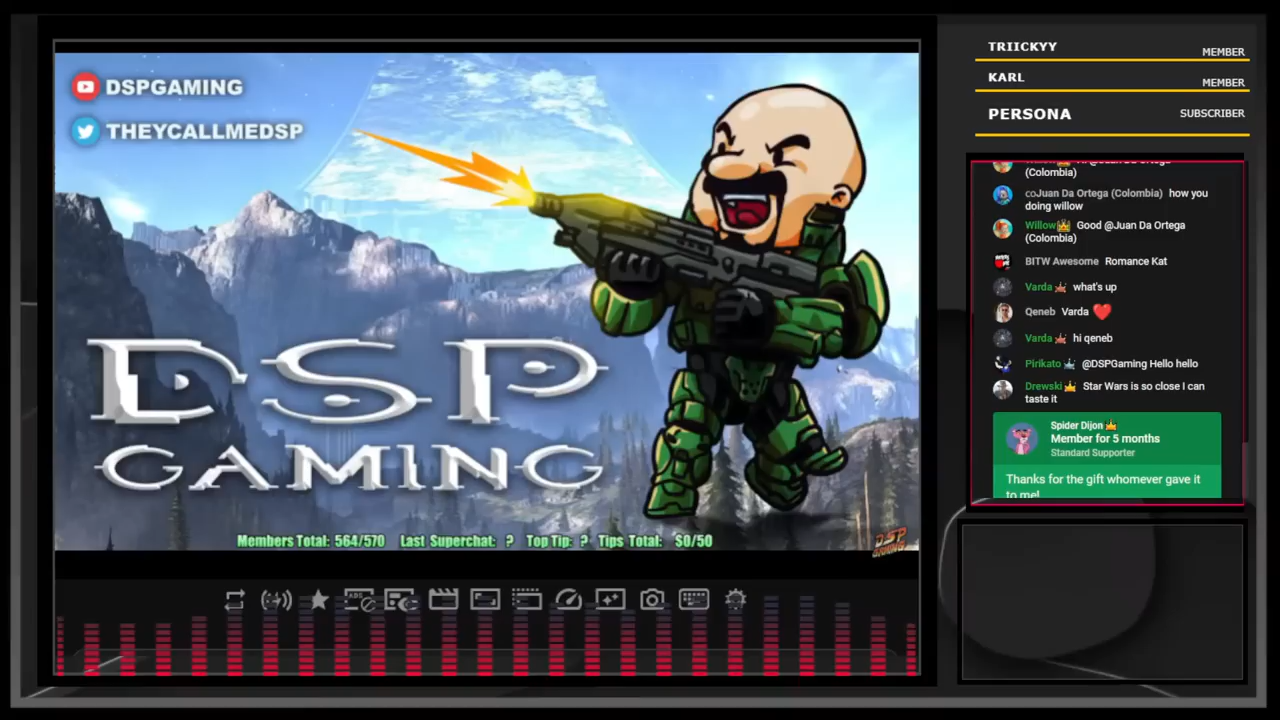 DSPGAMING
THEYCALLMEDSP
DSP
GAMING
Members Total: 564/570 Last Superchat: ? Top Tip: ? Tips Total: $0/50
DSP
GAMING
TRIICKYY MEMBER
KARL MEMBER
PERSONA SUBSCRIBER
(Colombia)
coJuan Da Ortega (Colombia) how you
doing willow
Willow Good @Juan Da Ortega
(Colombia)
BITW Awesome Romance Kat
Varda what's up
Qeneb Varda ❤️
Varda hi qeneb
Pirikato @DSPGaming Hello hello
Drewski Star Wars is so close I can
taste it
Spider Dijon
Member for 5 months
Standard Supporter
Thanks for the gift whomever gave it
to me!